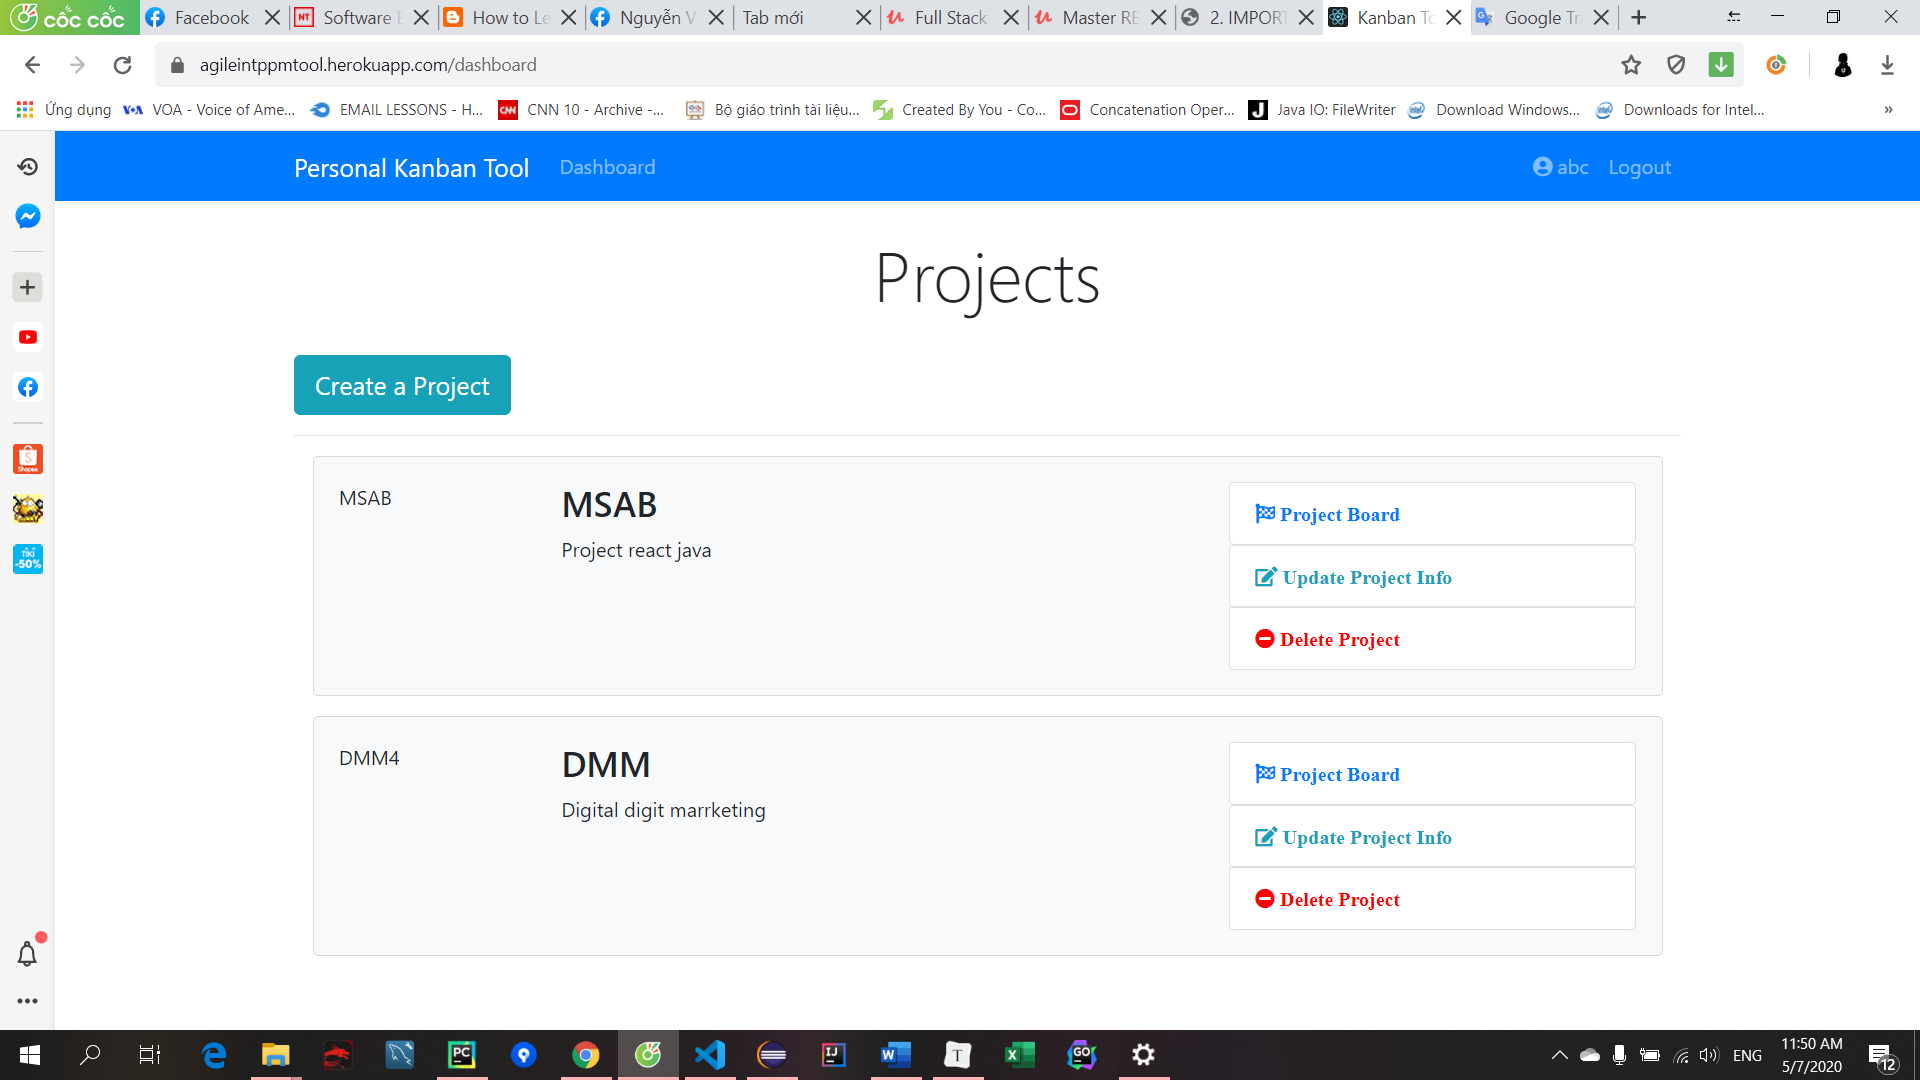 cốc cốc
Facebook
Software E
How to Le
Nguyễn V
Tab mới
Full Stack
Master RE
2. IMPORT
Kanban To
Google Tra
agileintppmtool.herokuapp.com/dashboard
Ứng dụng
VOA - Voice of Ame...
EMAIL LESSONS - H...
CNN 10 - Archive -...
Bộ giáo trình tài liệu...
Created By You - Co...
Concatenation Oper...
Java IO: FileWriter
Download Windows...
Downloads for Intel...
»
Personal Kanban Tool
Dashboard
abc
Logout
Projects
Create a Project
MSAB
MSAB
Project react java
Project Board
Update Project Info
Delete Project
DMM4
DMM
Digital digit marrketing
Project Board
Update Project Info
Delete Project
Shopee
TIKI
-50%
ENG
11:50 AM
5/7/2020
12